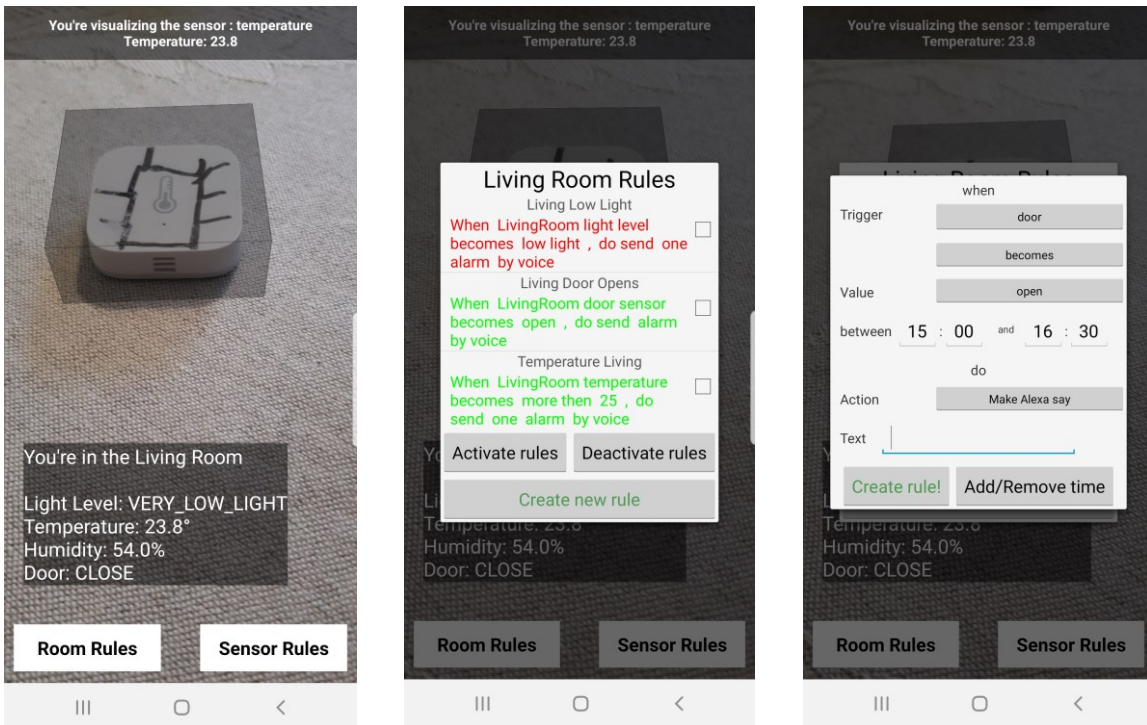 You're visualizing the sensor : temperature
Temperature: 23.8
You're in the Living Room
Light Level: VERY_LOW_LIGHT
Temperature: 23.8°
Humidity: 54.0%
Door: CLOSE
Room Rules
Sensor Rules
You're visualizing the sensor : temperature
Temperature: 23.8
Living Room Rules
Living Low Light
When LivingRoom light level
becomes low light , do send one
alarm by voice
Living Door Opens
When LivingRoom door sensor
becomes open , do send alarm
by voice
Temperature Living
When LivingRoom temperature
becomes more then 25 , do
send one alarm by voice
Activate rules
Deactivate rules
Create new rule
Temperature: 23.8
Humidity: 54.0%
Door: CLOSE
Room Rules
Sensor Rules
You're visualizing the sensor : temperature
Temperature: 23.8
when
Trigger door
becomes
Value open
between 15 : 00 and 16 : 30
do
Action Make Alexa say
Text
Create rule!
Add/Remove time
Temperature: 23.8
Humidity: 54.0%
Door: CLOSE
Room Rules
Sensor Rules